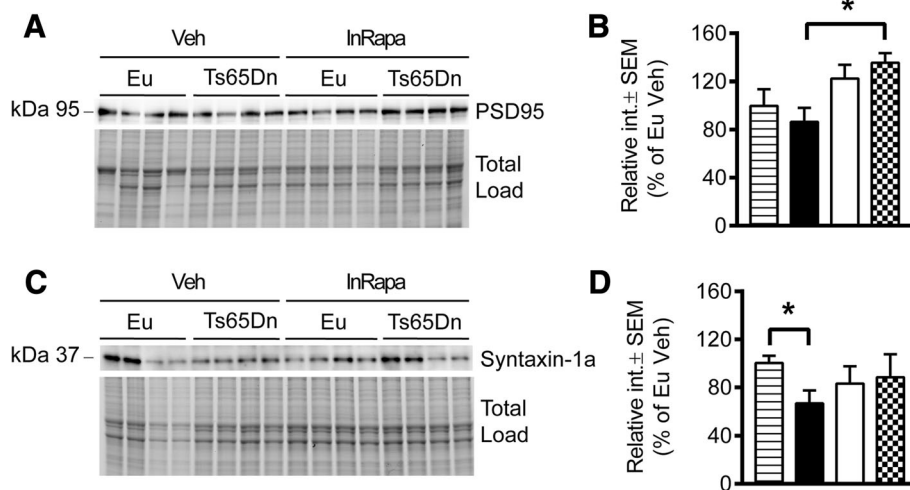 A
Veh
InRapa
Eu
Ts65Dn
Eu
Ts65Dn
kDa 95
PSD95
Total
Load
B
*
Relative int.± SEM
(% of Eu Veh)
160
120
80
40
0
C
Veh
InRapa
Eu
Ts65Dn
Eu
Ts65Dn
kDa 37
Syntaxin-1a
Total
Load
D
*
Relative int.± SEM
(% of Eu Veh)
160
120
80
40
0